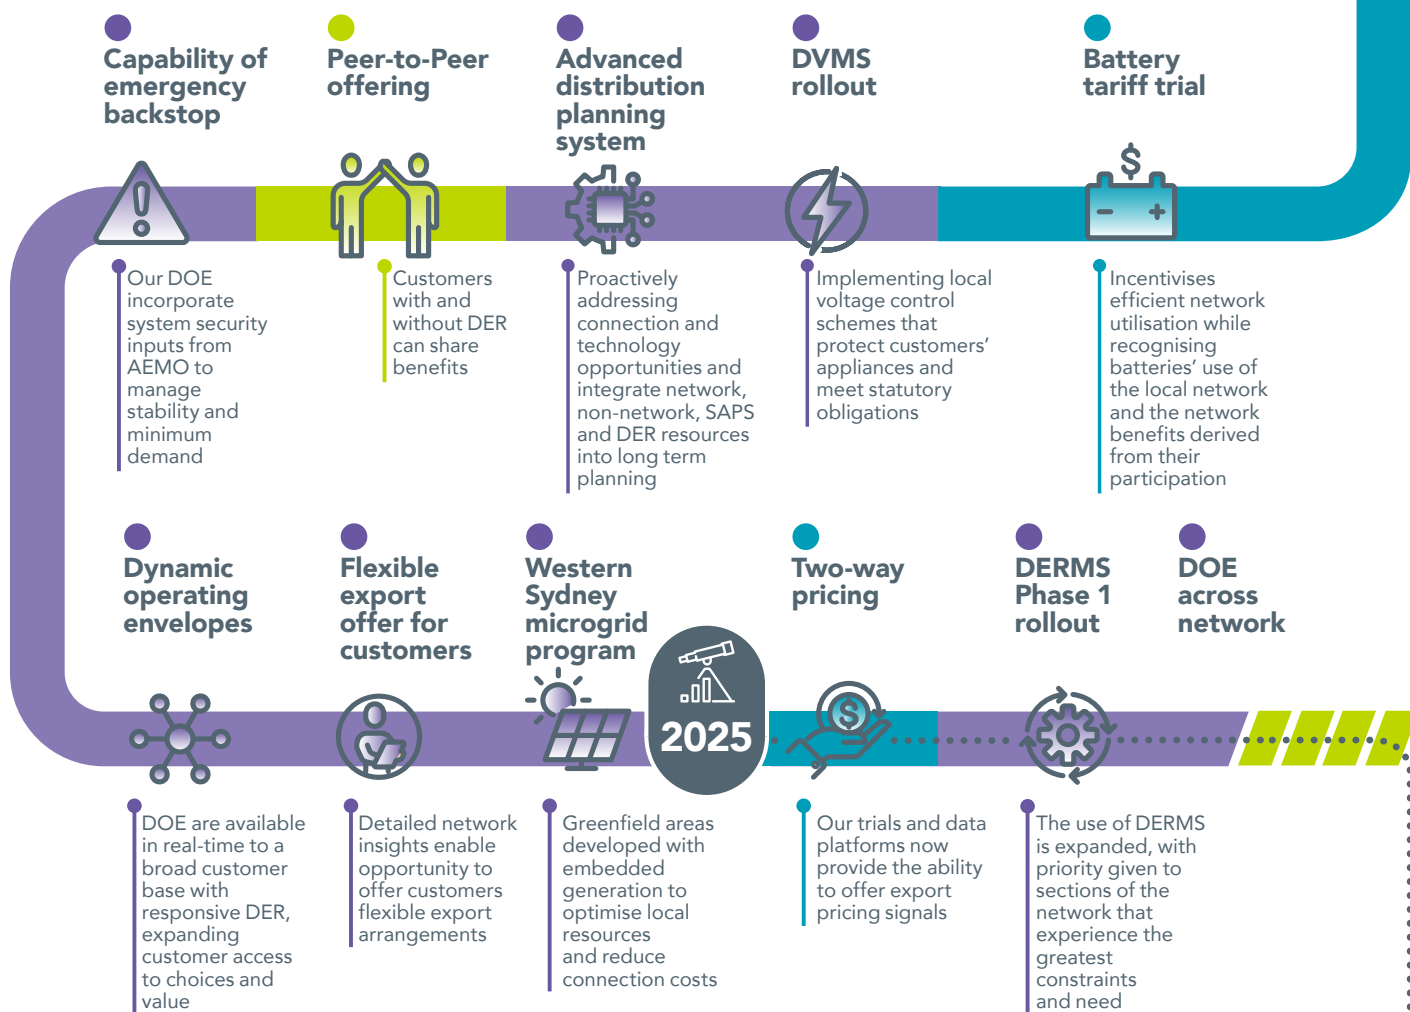 Capability of
emergency
backstop
Our DOE
incorporate
system security
inputs from
AEMO to
manage
stability and
minimum
demand
Peer-to-Peer
offering
Customers
with and
without DER
can share
benefits
Advanced
distribution
planning
system
Proactively
addressing
connection and
technology
opportunities and
integrate network,
non-network, SAPS
and DER resources
into long term
planning
DVMS
rollout
Implementing local
voltage control
schemes that
protect customers’
appliances and
meet statutory
obligations
Battery
tariff trial
$
Incentivises
efficient network
utilisation while
recognising
batteries’ use of
the local network
and the network
benefits derived
from their
participation
Dynamic
operating
envelopes
DOE are available
in real-time to a
broad customer
base with
responsive DER,
expanding
customer access
to choices and
value
Flexible
export
offer for
customers
Detailed network
insights enable
opportunity to
offer customers
flexible export
arrangements
Western
Sydney
microgrid
program
Greenfield areas
developed with
embedded
generation to
optimise local
resources
and reduce
connection costs
2025
Two-way
pricing
$
Our trials and data
platforms now
provide the ability
to offer export
pricing signals
DERMS
Phase 1
rollout
The use of DERMS
is expanded, with
priority given to
sections of the
network that
experience the
greatest
constraints
and need
DOE
across
network